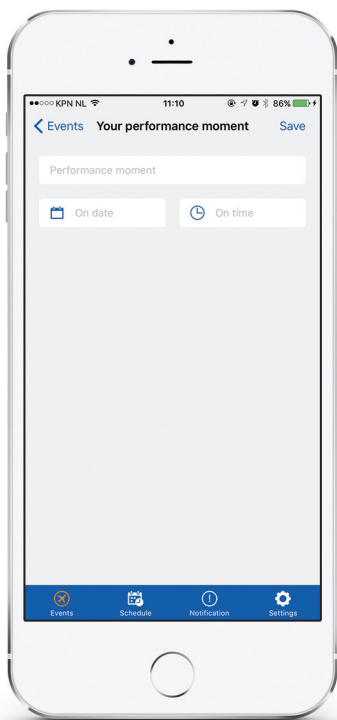 KPN NL 11:10 86%
Events Your performance moment Save
Performance moment
On date On time
Events Schedule Notification Settings